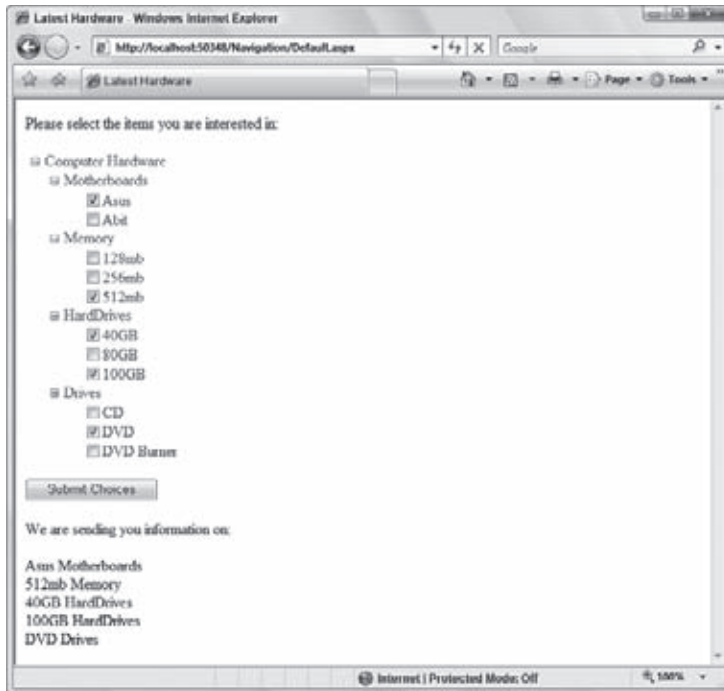 Latest Hardware - Windows Internet Explorer
http://localhost:50348/Navigation/Default.aspx
Google
Latest Hardware
Page
Tools
Please select the items you are interested in:
Computer Hardware
Motherboards
Asus
Abit
Memory
128mb
256mb
512mb
HardDrives
40GB
80GB
100GB
Drives
CD
DVD
DVD Burner
Submit Choices
We are sending you information on:
Asus Motherboards
512mb Memory
40GB HardDrives
100GB HardDrives
DVD Drives
Internet | Protected Mode: Off
100%